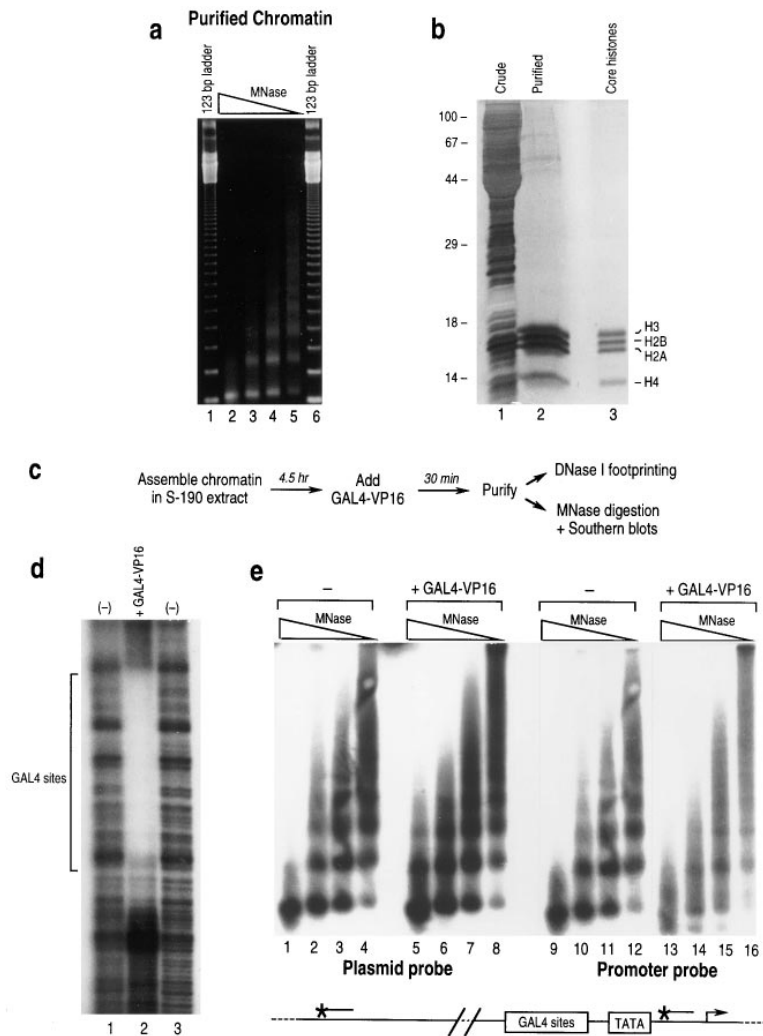 Purified Chromatin
a
123 bp ladder
MNase
123 bp ladder
1 2 3 4 5 6
b
Crude
Purified
Core histones
100 –
67 –
44 –
29 –
18 –
14 –
H3
H2B
H2A
H4
1 2 3
c
Assemble chromatin
in S-190 extract
4.5 hr
Add
GAL4-VP16
30 min
Purify
DNase I footprinting
MNase digestion
+ Southern blots
d
(–)
+ GAL4-VP16
(–)
GAL4 sites
1 2 3
e
– + GAL4-VP16 – + GAL4-VP16
MNase MNase MNase MNase
1 2 3 4 5 6 7 8 9 10 11 12 13 14 15 16
Plasmid probe Promoter probe
* * 
GAL4 sites TATA